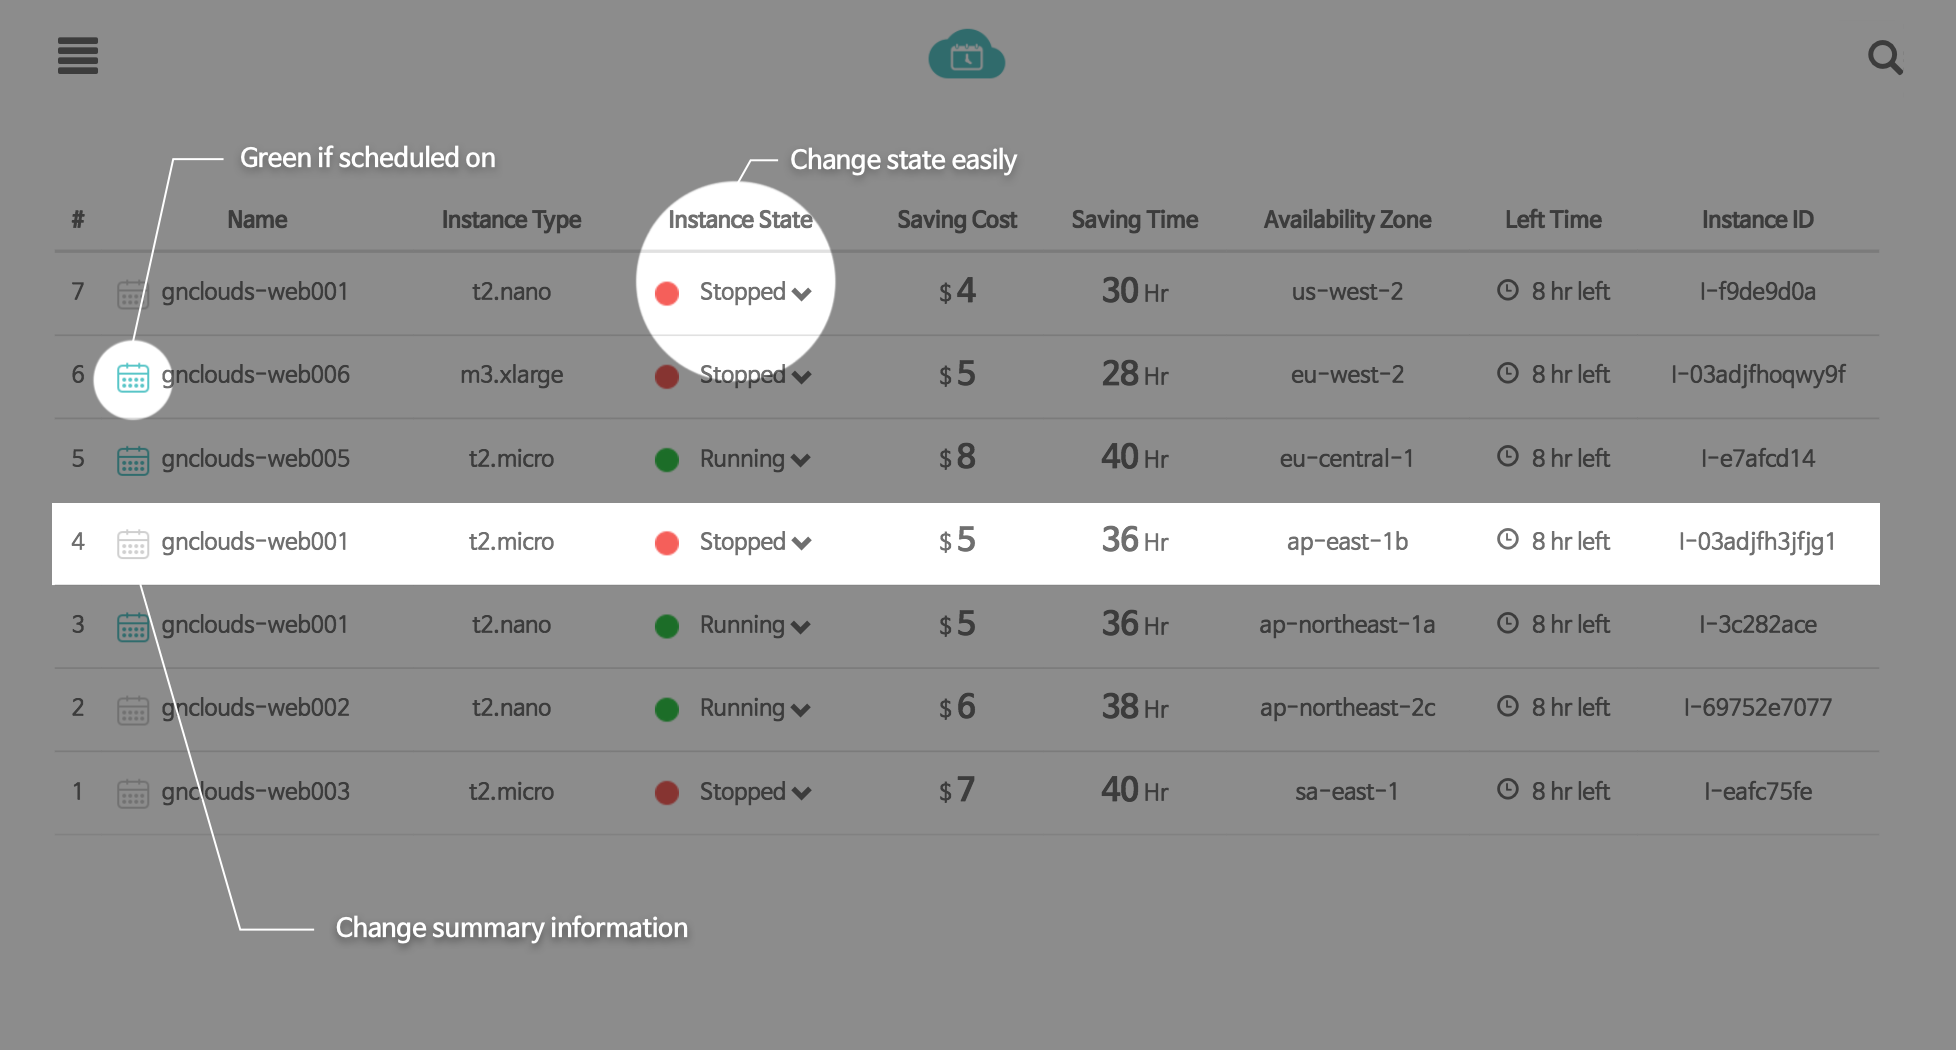 Green if scheduled on
Change state easily
# Name Instance Type Instance State Saving Cost Saving Time Availability Zone Left Time Instance ID
7 gnclouds-web001 t2.nano Stopped $ 4 30 Hr us-west-2 8 hr left I-f9de9d0a
6 gnclouds-web006 m3.xlarge Stopped $ 5 28 Hr eu-west-2 8 hr left I-03adjfhoqwy9f
5 gnclouds-web005 t2.micro Running $ 8 40 Hr eu-central-1 8 hr left I-e7afcd14
4 gnclouds-web001 t2.micro Stopped $ 5 36 Hr ap-east-1b 8 hr left I-03adjfh3jfjg1
3 gnclouds-web001 t2.nano Running $ 5 36 Hr ap-northeast-1a 8 hr left I-3c282ace
2 gnclouds-web002 t2.nano Running $ 6 38 Hr ap-northeast-2c 8 hr left I-69752e7077
1 gnclouds-web003 t2.micro Stopped $ 7 40 Hr sa-east-1 8 hr left I-eafc75fe
Change summary information